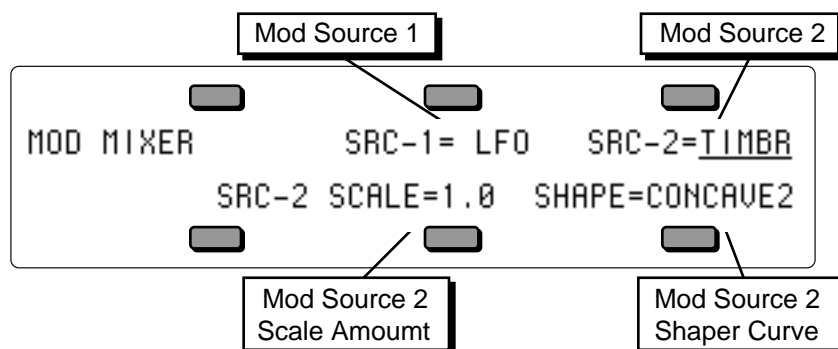 Mod Source 1
Mod Source 2
MOD MIXER SRC-1= LFO SRC-2=TIMBR
SRC-2 SCALE=1.0 SHAPE=CONCAVE2
Mod Source 2
Scale Amoumt
Mod Source 2
Shaper Curve